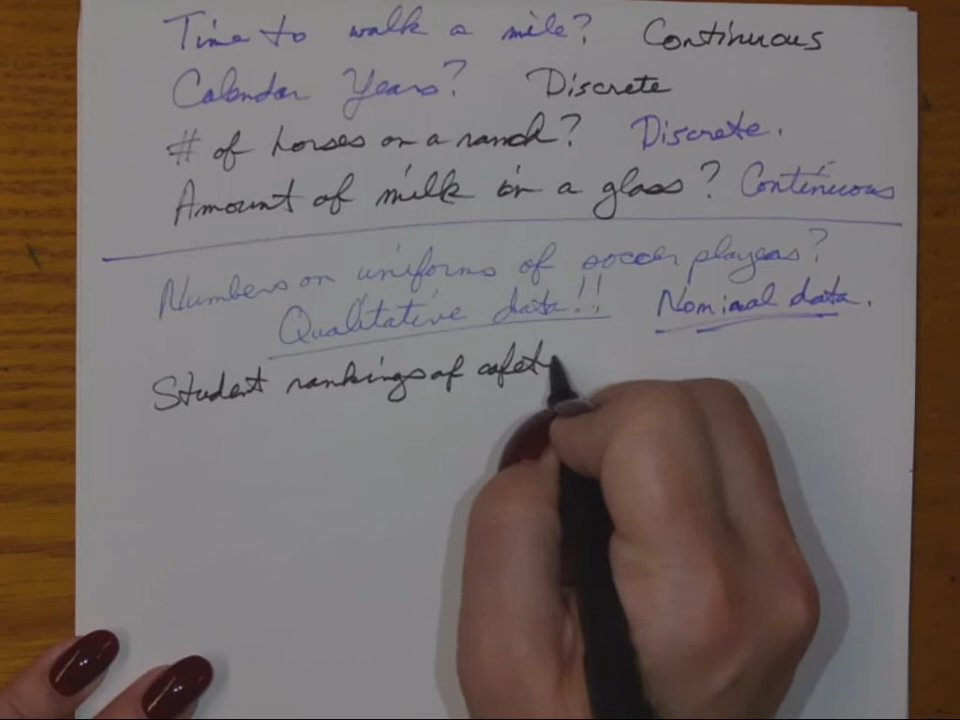 Time to walk a mile? Continuous
Calendar Years? Discrete
# of horses on a ranch? Discrete.
Amount of milk in a glass? Continuous
Numbers on uniforms of soccer players?
Qualitative data!! Nominal data.
Student rankings of cafet